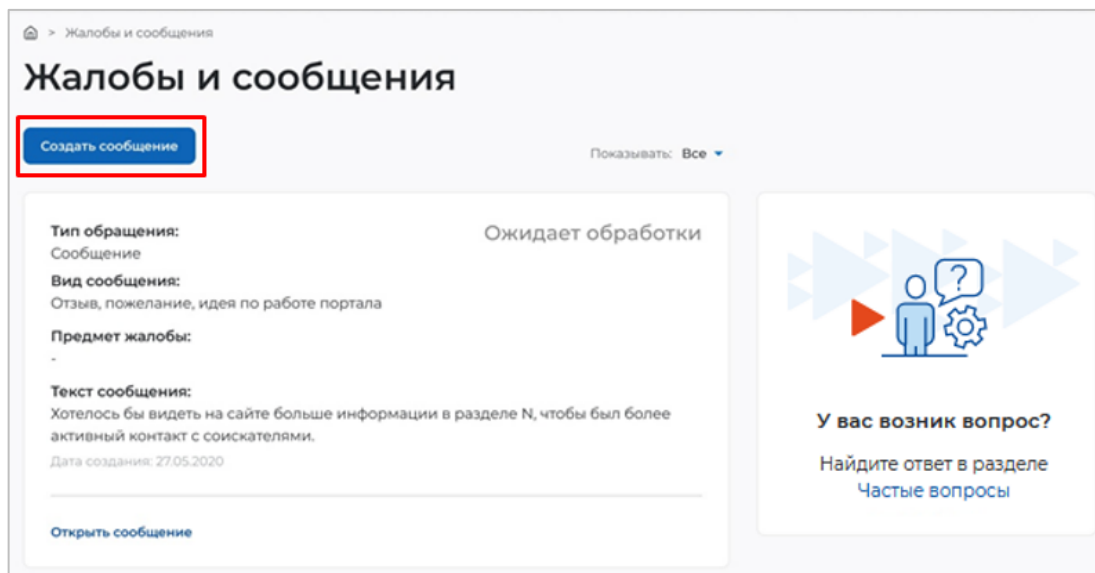 > Жалобы и сообщения
Жалобы и сообщения
Создать сообщение
Показывать: Все
Тип обращения:
Ожидает обработки
Сообщение
Вид сообщения:
Отзыв, пожелание, идея по работе портала
Предмет жалобы:
-
Текст сообщения:
Хотелось бы видеть на сайте больше информации в разделе N, чтобы был более
активный контакт с соискателями.
Дата создания: 27.05.2020
Открыть сообщение
?
У вас возник вопрос?
Найдите ответ в разделе
Частые вопросы